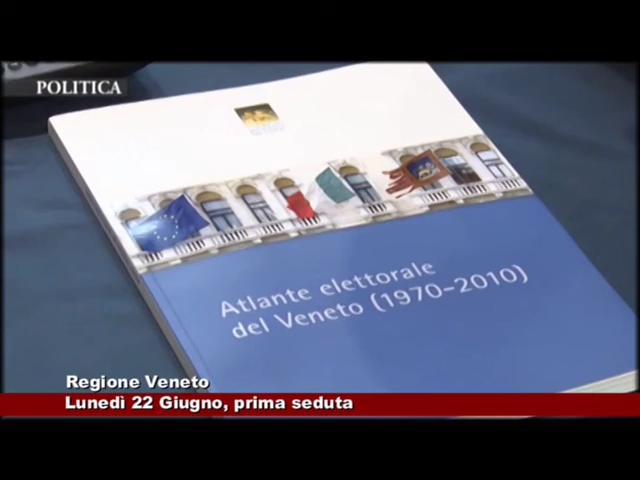 POLITICA
Atlante elettorale
del Veneto (1970-2010)
Regione Veneto
Lunedì 22 Giugno, prima seduta